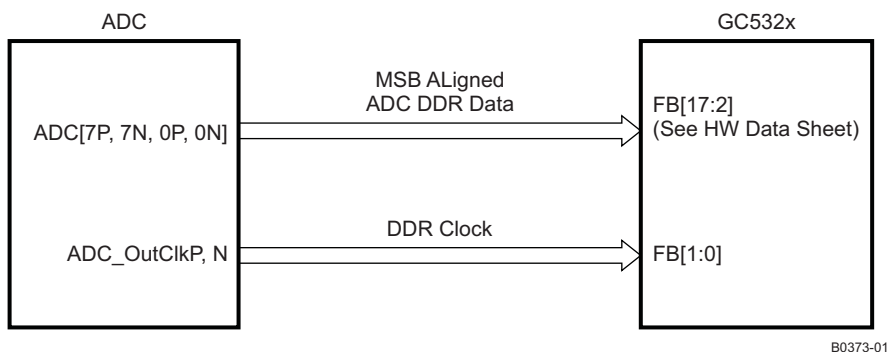 ADC
GC532x
MSB ALigned
ADC DDR Data
ADC[7P, 7N, 0P, 0N]
FB[17:2]
(See HW Data Sheet)
DDR Clock
ADC_OutClkP, N
FB[1:0]
B0373-01